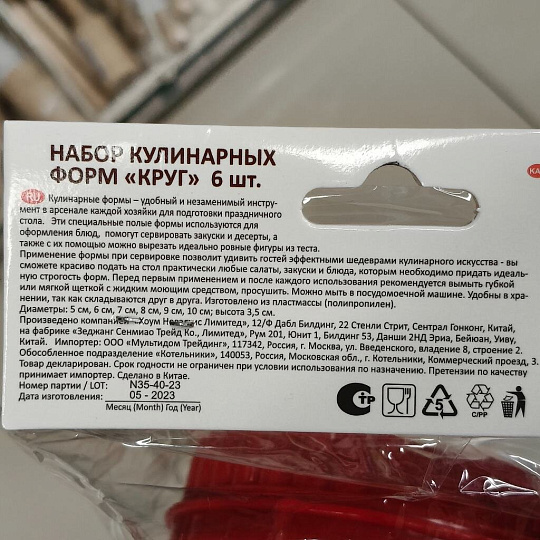 НАБОР КУЛИНАРНЫХ
ФОРМ «КРУГ» 6 шт.
RU Кулинарные формы – удобный и незаменимый инстру-
мент в арсенале каждой хозяйки для подготовки праздничного
стола. Эти специальные полые формы используются для
оформления блюд, помогут сервировать закуски и десерты, а
также с их помощью можно вырезать идеально ровные фигуры из теста.
Применение формы при сервировке позволит удивить гостей эффектными шедеврами кулинарного искусства - вы
сможете красиво подать на стол практически любые салаты, закуски и блюда, которым необходимо придать идеаль-
ную строгость форм. Перед первым применением и после каждого использования рекомендуется вымыть губкой
или мягкой щеткой с жидким моющим средством, просушить. Можно мыть в посудомоечной машине. Удобны в хра-
нении, так как складываются друг в друга. Изготовлено из пластмассы (полипропилен).
Диаметры: 5 см, 6 см, 7 см, 8 см, 9 см, 10 см; высота 3,5 см.
Произведено Хоум Лимитед», 12/Ф Дабл Билдинг, 22 Стенли Стрит, Сентрал Гонконг, Китай,
на фабрике «Зеджанг Сенмиао Трейд Ко., Лимитед», Рум 201, Юнит 1, Билдинг 53, Данши 2НД Эриа, Бейюан, Уиву,
Китай. Импортер: ООО «Мультидом Трейдинг», 117342, Россия, г. Москва, ул. Введенского, владение 8, строение 2.
Обособленное подразделение «Котельники», 140053, Россия, Московская обл., г. Котельники, Коммерческий проезд, 3.
Товар декларирован. Срок годности не ограничен при условии использования по назначению. Претензии по качеству
принимает импортер. Сделано в Китае.
Номер партии / LOT: N35-40-23
Дата изготовления: 05 - 2023
Месяц (Month) Год (Year)
ТР
5
C/PP